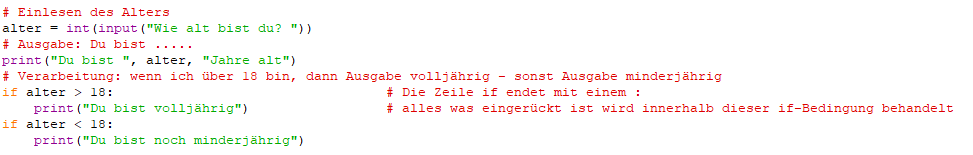 # Einlesen des Alters
alter = int(input("Wie alt bist du? "))
# Ausgabe: Du bist .....
print("Du bist ", alter, "Jahre alt")
# Verarbeitung: wenn ich über 18 bin, dann Ausgabe volljährig - sonst Ausgabe minderjährig
if alter > 18:                                  # Die Zeile if endet mit einem :
    print("Du bist volljährig")                 # alles was eingerückt ist wird innerhalb dieser if-Bedingung behandelt
if alter < 18:
    print("Du bist noch minderjährig")